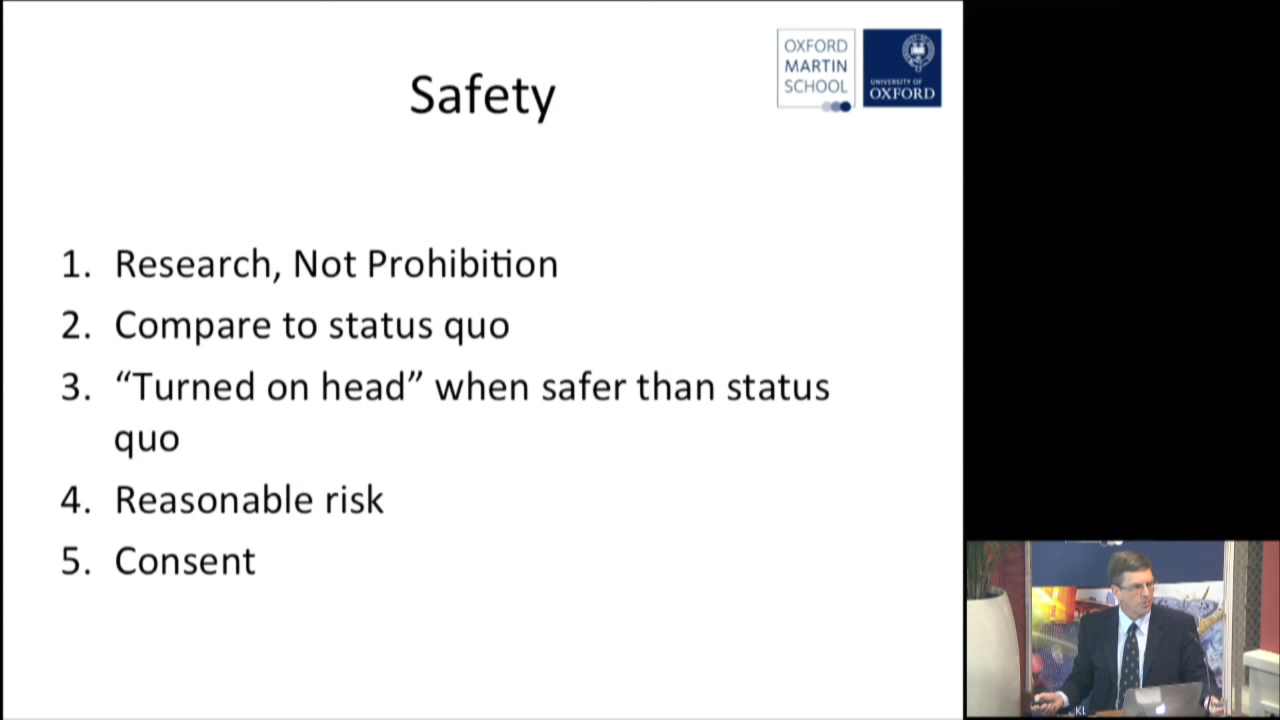 Safety
OXFORD
MARTIN
SCHOOL
UNIVERSITY OF
OXFORD
1. Research, Not Prohibition
2. Compare to status quo
3. “Turned on head” when safer than status
quo
4. Reasonable risk
5. Consent